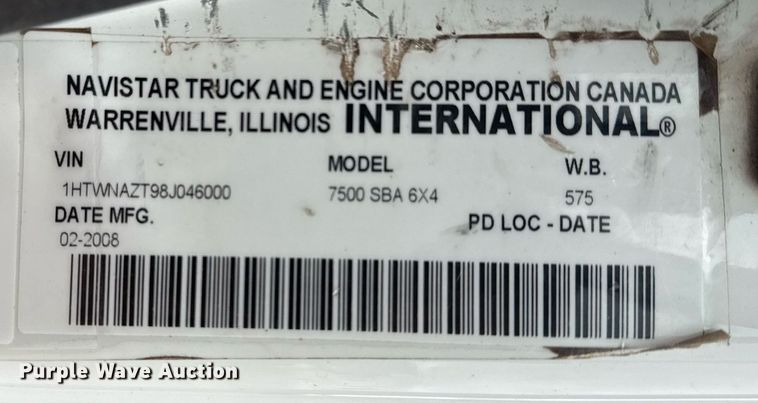 NAVISTAR TRUCK AND ENGINE CORPORATION CANADA
WARRENVILLE, ILLINOIS INTERNATIONAL®
VIN MODEL W.B.
1HTWNAZT98J046000 7500 SBA 6X4 575
DATE MFG. PD LOC - DATE
02-2008
Purple Wave Auction